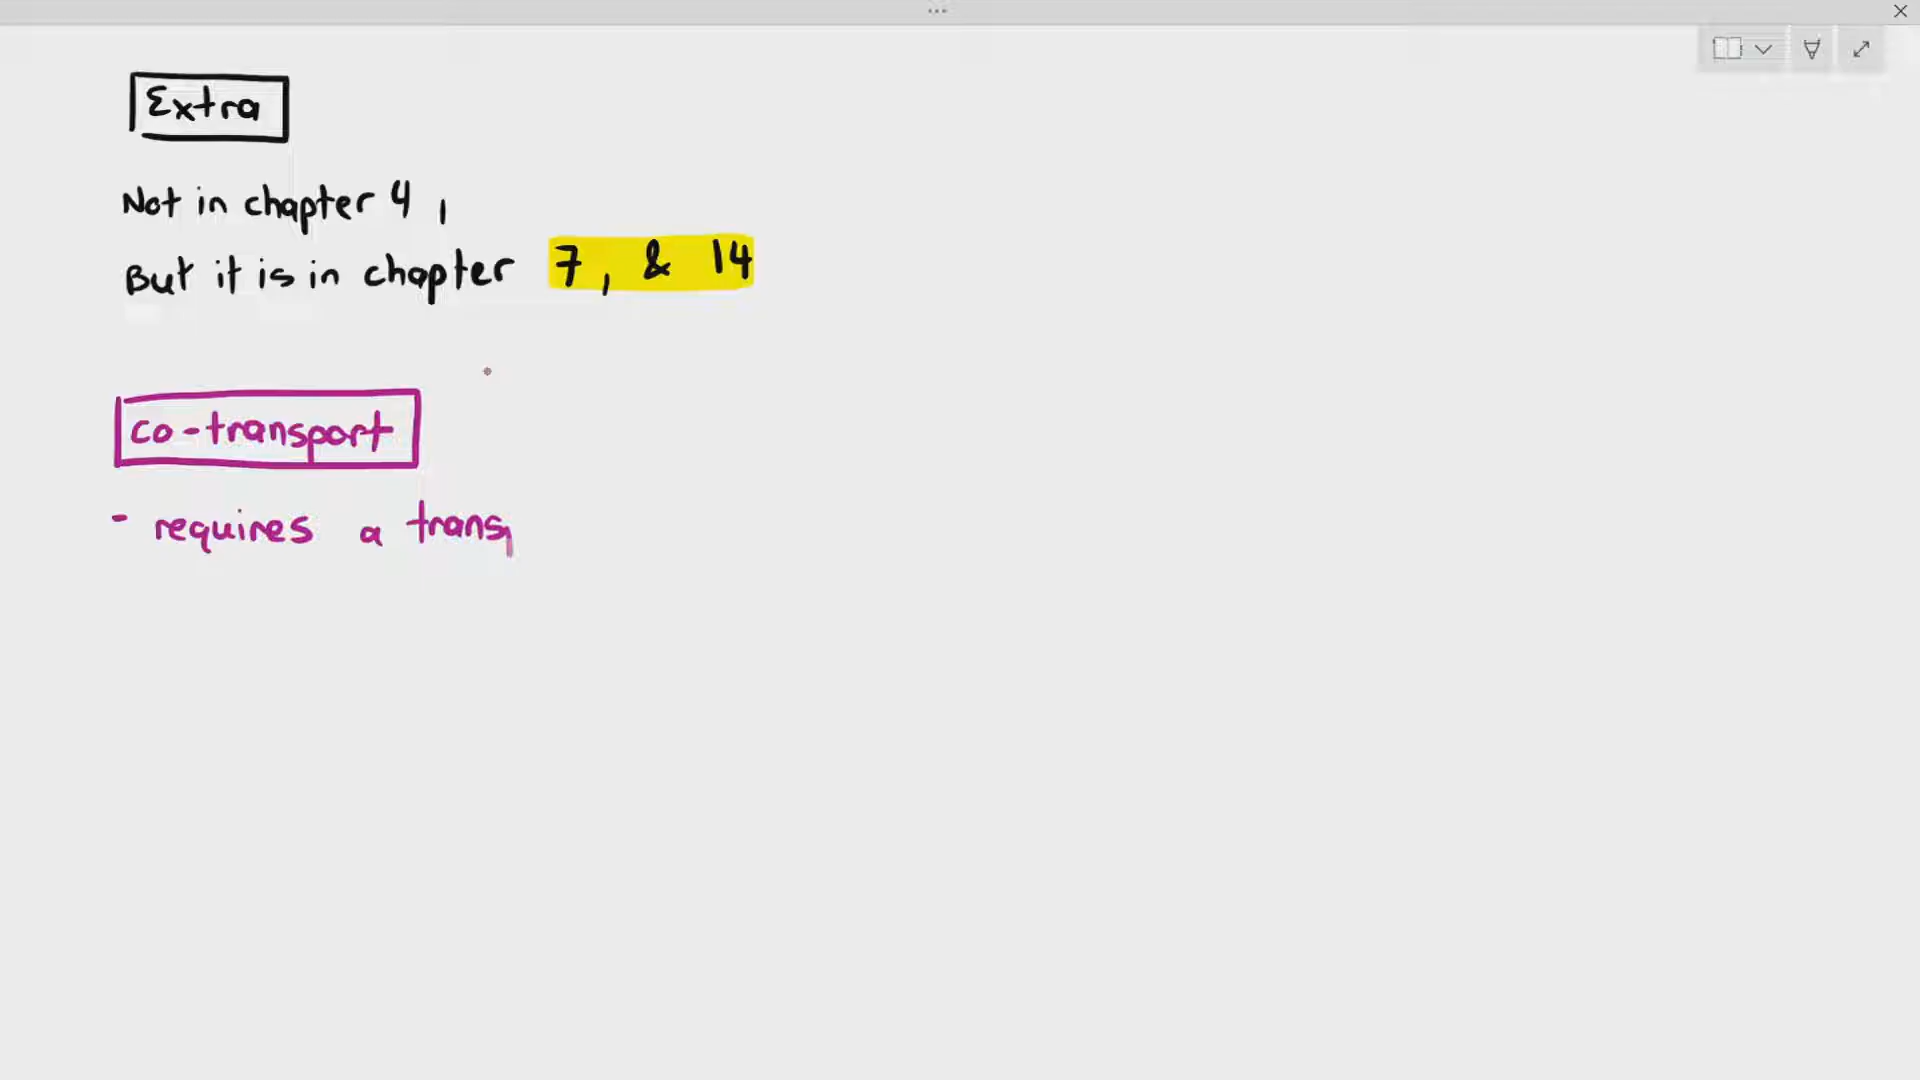 Extra
Not in chapter 4,
But it is in chapter 7, & 14
co-transport
- requires a trans